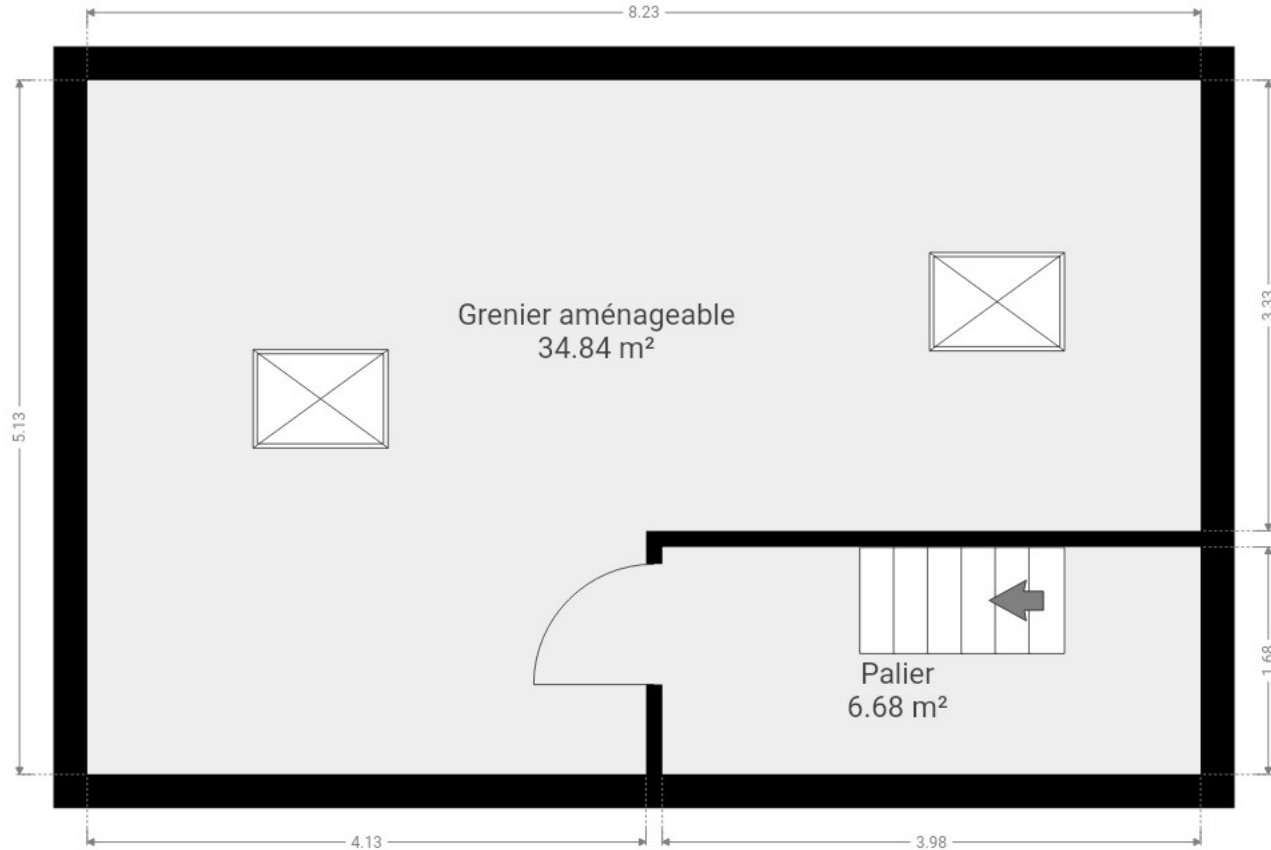 8.23
Grenier aménageable
34.84 m²
5.13
3.33
Palier
6.68 m²
1.68
4.13
3.98